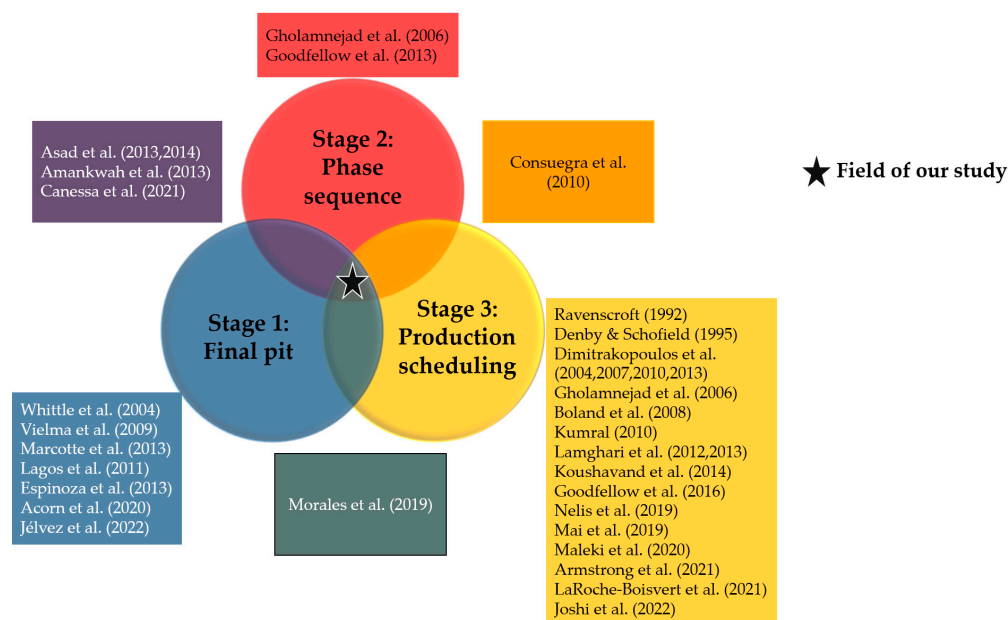 Gholamnejad et al. (2006)
Goodfellow et al. (2013)
Stage 2:
Phase
sequence
Asad et al. (2013,2014)
Amankwah et al. (2013)
Canessa et al. (2021)
Consuegra et al.
(2010)
Field of our study
Stage 1:
Final pit
Stage 3:
Production
scheduling
Whittle et al. (2004)
Vielma et al. (2009)
Marcotte et al. (2013)
Lagos et al. (2011)
Espinoza et al. (2013)
Acorn et al. (2020)
Jélvez et al. (2022)
Morales et al. (2019)
Ravenscroft (1992)
Denby & Schofield (1995)
Dimitrakopoulos et al.
(2004,2007,2010,2013)
Gholamnejad et al. (2006)
Boland et al. (2008)
Kumral (2010)
Lamghari et al. (2012,2013)
Koushavand et al. (2014)
Goodfellow et al. (2016)
Nelis et al. (2019)
Mai et al. (2019)
Maleki et al. (2020)
Armstrong et al. (2021)
LaRoche-Boisvert et al. (2021)
Joshi et al. (2022)